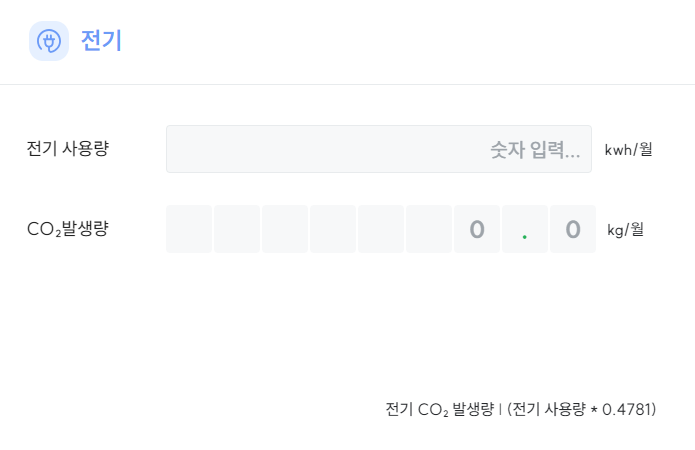 전기
전기 사용량 숫자 입력... kwh/월
CO₂발생량 0 . 0 kg/월
전기 CO₂ 발생량 | (전기 사용량 * 0.4781)